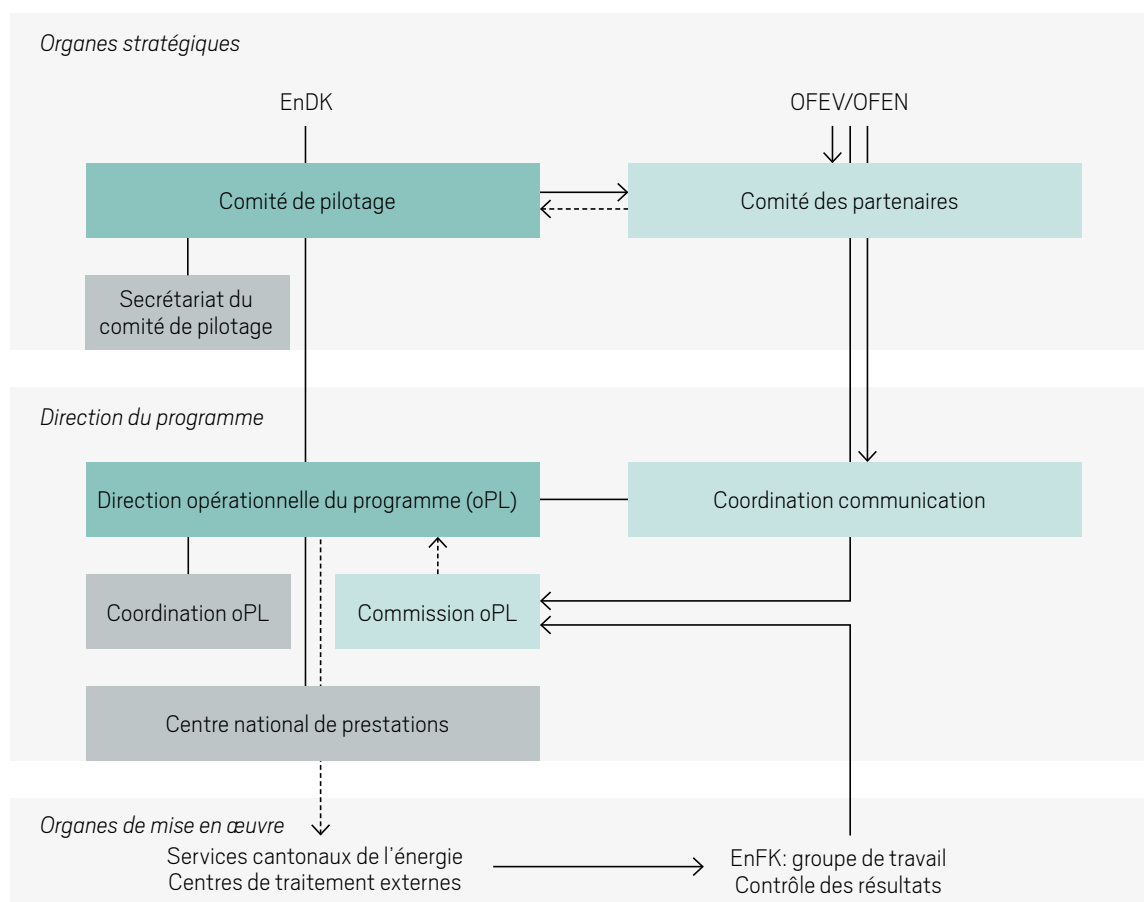 Organes stratégiques
EnDK
OFEV/OFEN
Comité de pilotage
Comité des partenaires
Secrétariat du
comité de pilotage
Direction du programme
Direction opérationnelle du programme (oPL)
Coordination communication
Coordination oPL
Commission oPL
Centre national de prestations
Organes de mise en œuvre
Services cantonaux de l'énergie
Centres de traitement externes
EnFK: groupe de travail
Contrôle des résultats